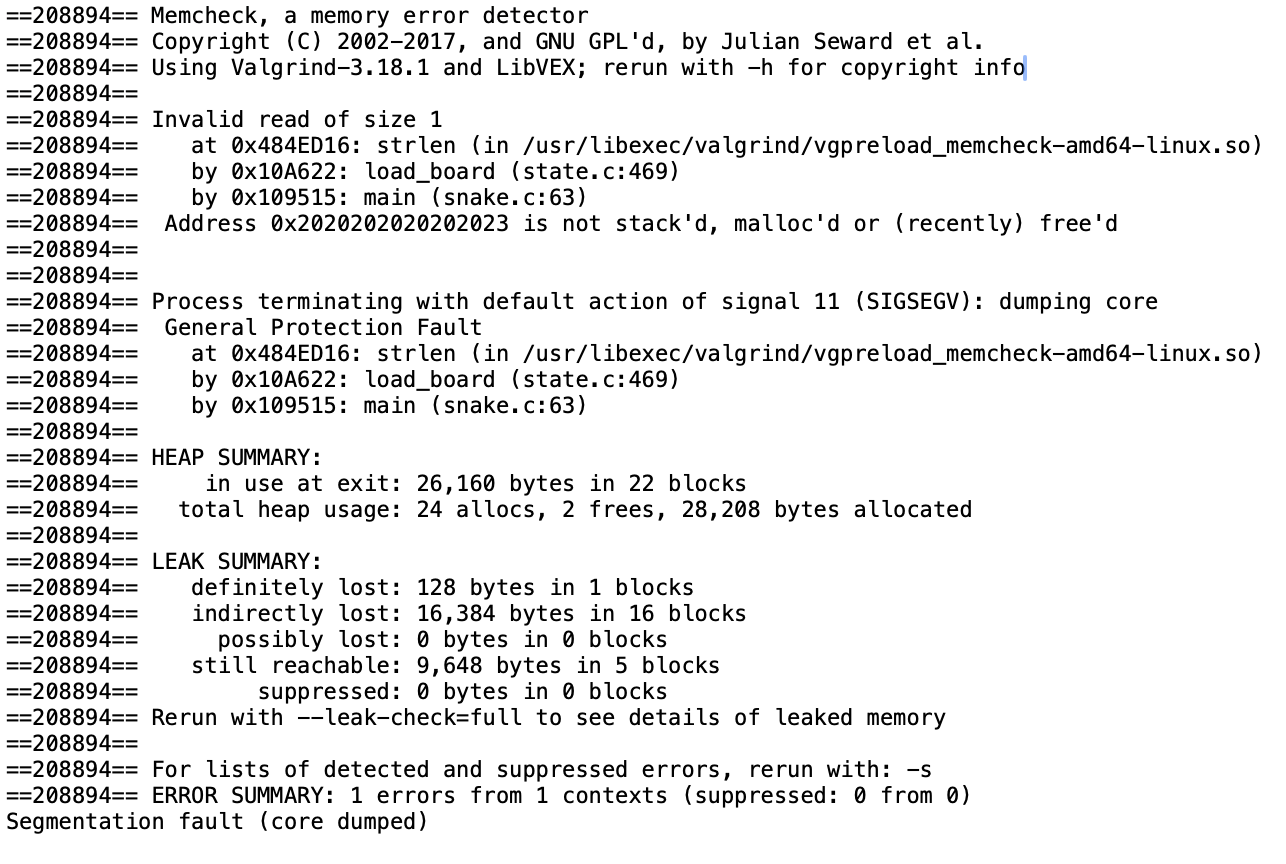 ==208894== Memcheck, a memory error detector
==208894== Copyright (C) 2002-2017, and GNU GPL'd, by Julian Seward et al.
==208894== Using Valgrind-3.18.1 and LibVEX; rerun with -h for copyright info
==208894==
==208894== Invalid read of size 1
==208894==    at 0x484ED16: strlen (in /usr/libexec/valgrind/vgpreload_memcheck-amd64-linux.so)
==208894==    by 0x10A622: load_board (state.c:469)
==208894==    by 0x109515: main (snake.c:63)
==208894==  Address 0x2020202020202023 is not stack'd, malloc'd or (recently) free'd
==208894==
==208894==
==208894== Process terminating with default action of signal 11 (SIGSEGV): dumping core
==208894==  General Protection Fault
==208894==    at 0x484ED16: strlen (in /usr/libexec/valgrind/vgpreload_memcheck-amd64-linux.so)
==208894==    by 0x10A622: load_board (state.c:469)
==208894==    by 0x109515: main (snake.c:63)
==208894==
==208894== HEAP SUMMARY:
==208894==     in use at exit: 26,160 bytes in 22 blocks
==208894==   total heap usage: 24 allocs, 2 frees, 28,208 bytes allocated
==208894==
==208894== LEAK SUMMARY:
==208894==    definitely lost: 128 bytes in 1 blocks
==208894==    indirectly lost: 16,384 bytes in 16 blocks
==208894==      possibly lost: 0 bytes in 0 blocks
==208894==    still reachable: 9,648 bytes in 5 blocks
==208894==         suppressed: 0 bytes in 0 blocks
==208894== Rerun with --leak-check=full to see details of leaked memory
==208894==
==208894== For lists of detected and suppressed errors, rerun with: -s
==208894== ERROR SUMMARY: 1 errors from 1 contexts (suppressed: 0 from 0)
Segmentation fault (core dumped)